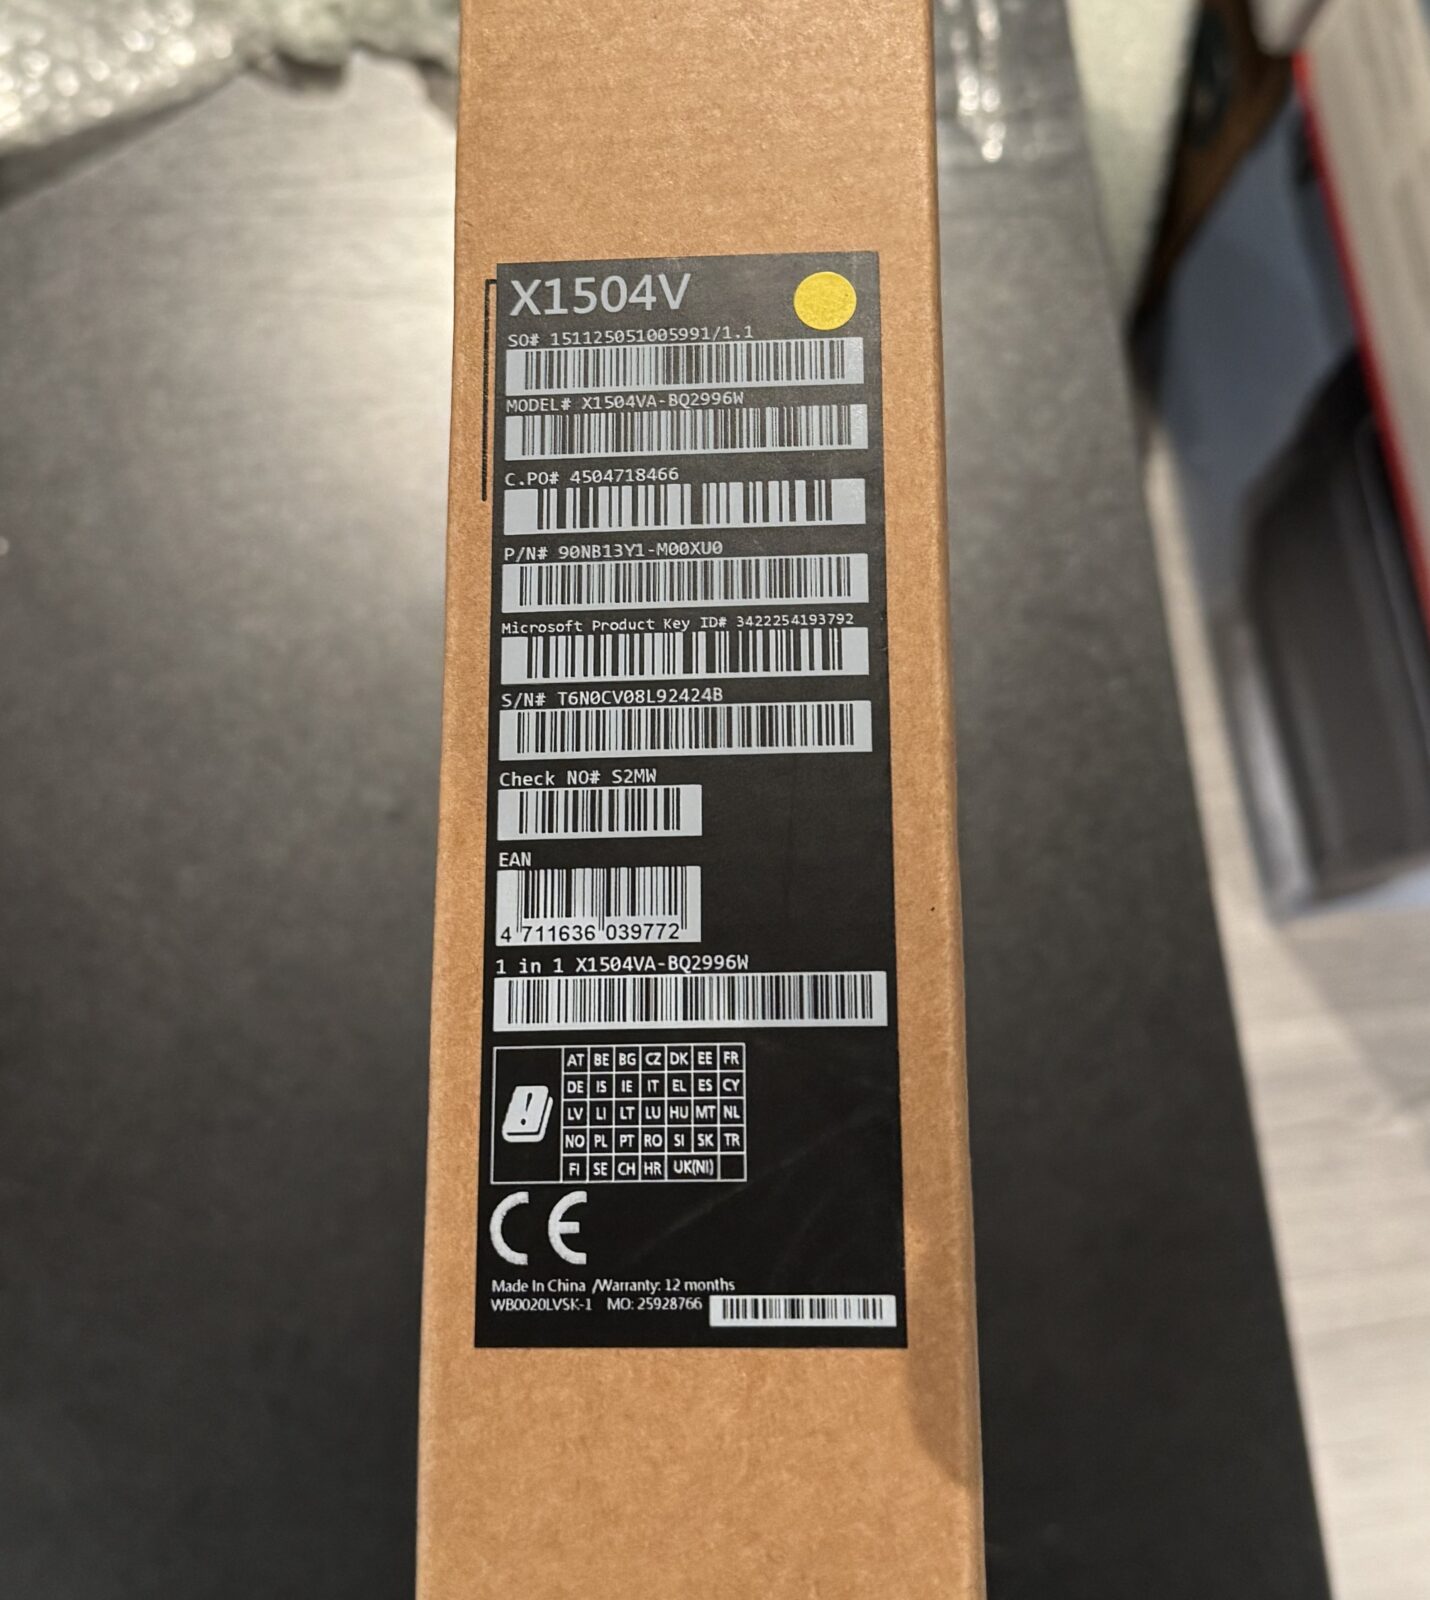 X1504V
SO# 151125051005991/1.1
MODEL# X1504VA-BQ2996W
C.PO# 4504718466
P/N# 90NB13Y1-M00XU0
Microsoft Product Key ID# 3422254193792
S/N# T6N0CV08L92424B
Check NO# S2MW
EAN
4 711636 039772
1 in 1 X1504VA-BQ2996W
AT BE BG CZ DK EE FR
DE IS IE IT EL ES CY
LV LI LT LU HU MT NL
NO PL PT RO SI SK TR
FI SE CH HR UK(NI)
CE
Made In China /Warranty: 12 months
WB0020LVSK-1 MO: 25928766